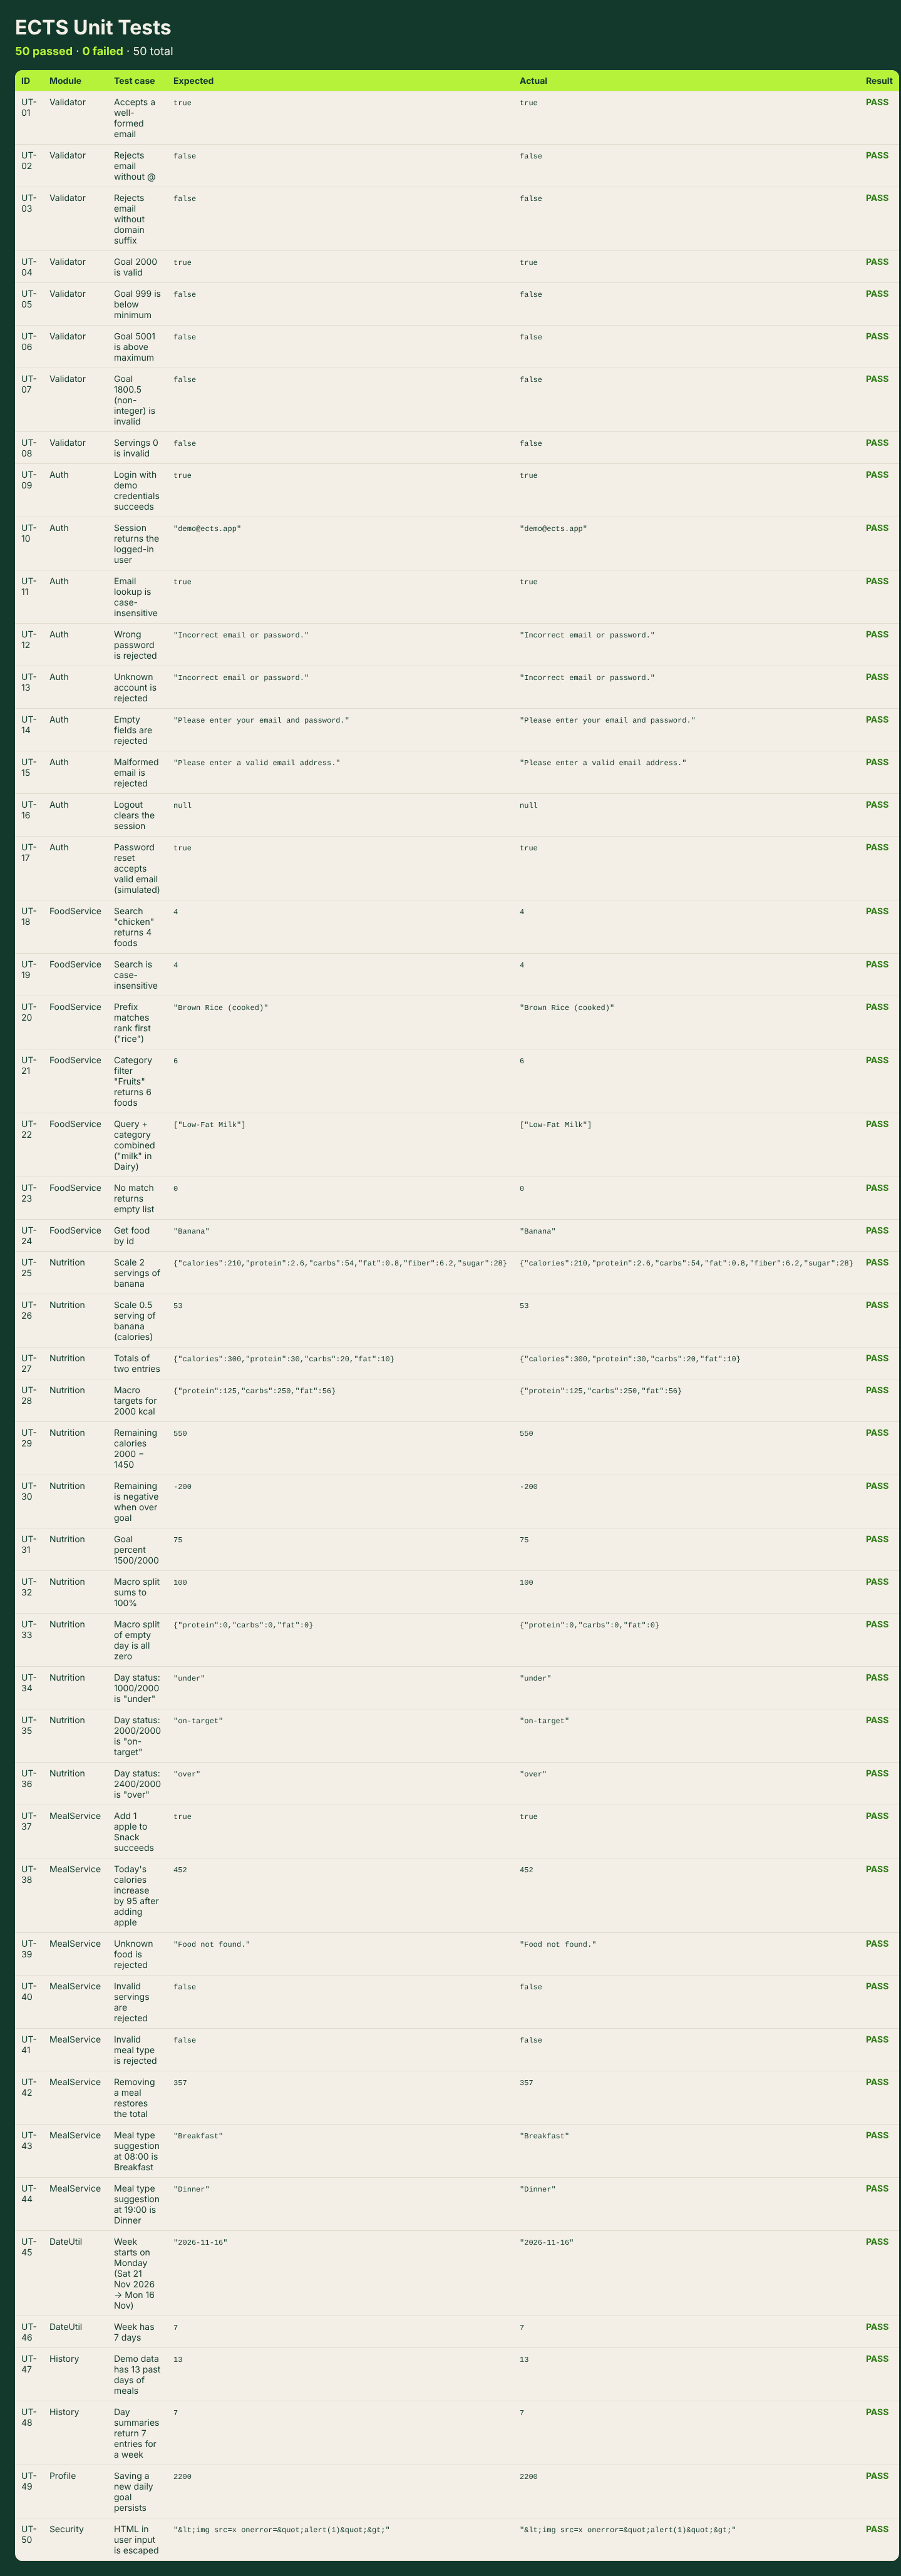 ECTS Unit Tests
50 passed · 0 failed · 50 total
ID Module Test case Expected Actual Result
UT-01 Validator Accepts a well-formed email true true PASS
UT-02 Validator Rejects email without @ false false PASS
UT-03 Validator Rejects email without domain suffix false false PASS
UT-04 Validator Goal 2000 is valid true true PASS
UT-05 Validator Goal 999 is below minimum false false PASS
UT-06 Validator Goal 5001 is above maximum false false PASS
UT-07 Validator Goal 1800.5 (non-integer) is invalid false false PASS
UT-08 Validator Servings 0 is invalid false false PASS
UT-09 Auth Login with demo credentials succeeds true true PASS
UT-10 Auth Session returns the logged-in user "demo@ects.app" "demo@ects.app" PASS
UT-11 Auth Email lookup is case-insensitive true true PASS
UT-12 Auth Wrong password is rejected "Incorrect email or password." "Incorrect email or password." PASS
UT-13 Auth Unknown account is rejected "Incorrect email or password." "Incorrect email or password." PASS
UT-14 Auth Empty fields are rejected "Please enter your email and password." "Please enter your email and password." PASS
UT-15 Auth Malformed email is rejected "Please enter a valid email address." "Please enter a valid email address." PASS
UT-16 Auth Logout clears the session null null PASS
UT-17 Auth Password reset accepts valid email (simulated) true true PASS
UT-18 FoodService Search "chicken" returns 4 foods 4 4 PASS
UT-19 FoodService Search is case-insensitive 4 4 PASS
UT-20 FoodService Prefix matches rank first ("rice") "Brown Rice (cooked)" "Brown Rice (cooked)" PASS
UT-21 FoodService Category filter "Fruits" returns 6 foods 6 6 PASS
UT-22 FoodService Query + category combined ("milk" in Dairy) ["Low-Fat Milk"] ["Low-Fat Milk"] PASS
UT-23 FoodService No match returns empty list 0 0 PASS
UT-24 FoodService Get food by id "Banana" "Banana" PASS
UT-25 Nutrition Scale 2 servings of banana {"calories":210,"protein":2.6,"carbs":54,"fat":0.8,"fiber":6.2,"sugar":28} {"calories":210,"protein":2.6,"carbs":54,"fat":0.8,"fiber":6.2,"sugar":28} PASS
UT-26 Nutrition Scale 0.5 serving of banana (calories) 53 53 PASS
UT-27 Nutrition Totals of two entries {"calories":300,"protein":30,"carbs":20,"fat":10} {"calories":300,"protein":30,"carbs":20,"fat":10} PASS
UT-28 Nutrition Macro targets for 2000 kcal {"protein":125,"carbs":250,"fat":56} {"protein":125,"carbs":250,"fat":56} PASS
UT-29 Nutrition Remaining calories 2000 − 1450 550 550 PASS
UT-30 Nutrition Remaining is negative when over goal -200 -200 PASS
UT-31 Nutrition Goal percent 1500/2000 75 75 PASS
UT-32 Nutrition Macro split sums to 100% 100 100 PASS
UT-33 Nutrition Macro split of empty day is all zero {"protein":0,"carbs":0,"fat":0} {"protein":0,"carbs":0,"fat":0} PASS
UT-34 Nutrition Day status: 1000/2000 is "under" "under" "under" PASS
UT-35 Nutrition Day status: 2000/2000 is "on-target" "on-target" "on-target" PASS
UT-36 Nutrition Day status: 2400/2000 is "over" "over" "over" PASS
UT-37 MealService Add 1 apple to Snack succeeds true true PASS
UT-38 MealService Today's calories increase by 95 after adding apple 452 452 PASS
UT-39 MealService Unknown food is rejected "Food not found." "Food not found." PASS
UT-40 MealService Invalid servings are rejected false false PASS
UT-41 MealService Invalid meal type is rejected false false PASS
UT-42 MealService Removing a meal restores the total 357 357 PASS
UT-43 MealService Meal type suggestion at 08:00 is Breakfast "Breakfast" "Breakfast" PASS
UT-44 MealService Meal type suggestion at 19:00 is Dinner "Dinner" "Dinner" PASS
UT-45 DateUtil Week starts on Monday (Sat 21 Nov 2026 → Mon 16 Nov) "2026-11-16" "2026-11-16" PASS
UT-46 DateUtil Week has 7 days 7 7 PASS
UT-47 History Demo data has 13 past days of meals 13 13 PASS
UT-48 History Day summaries return 7 entries for a week 7 7 PASS
UT-49 Profile Saving a new daily goal persists 2200 2200 PASS
UT-50 Security HTML in user input is escaped "&lt;img src=x onerror=&quot;alert(1)&quot;&gt;" "&lt;img src=x onerror=&quot;alert(1)&quot;&gt;" PASS